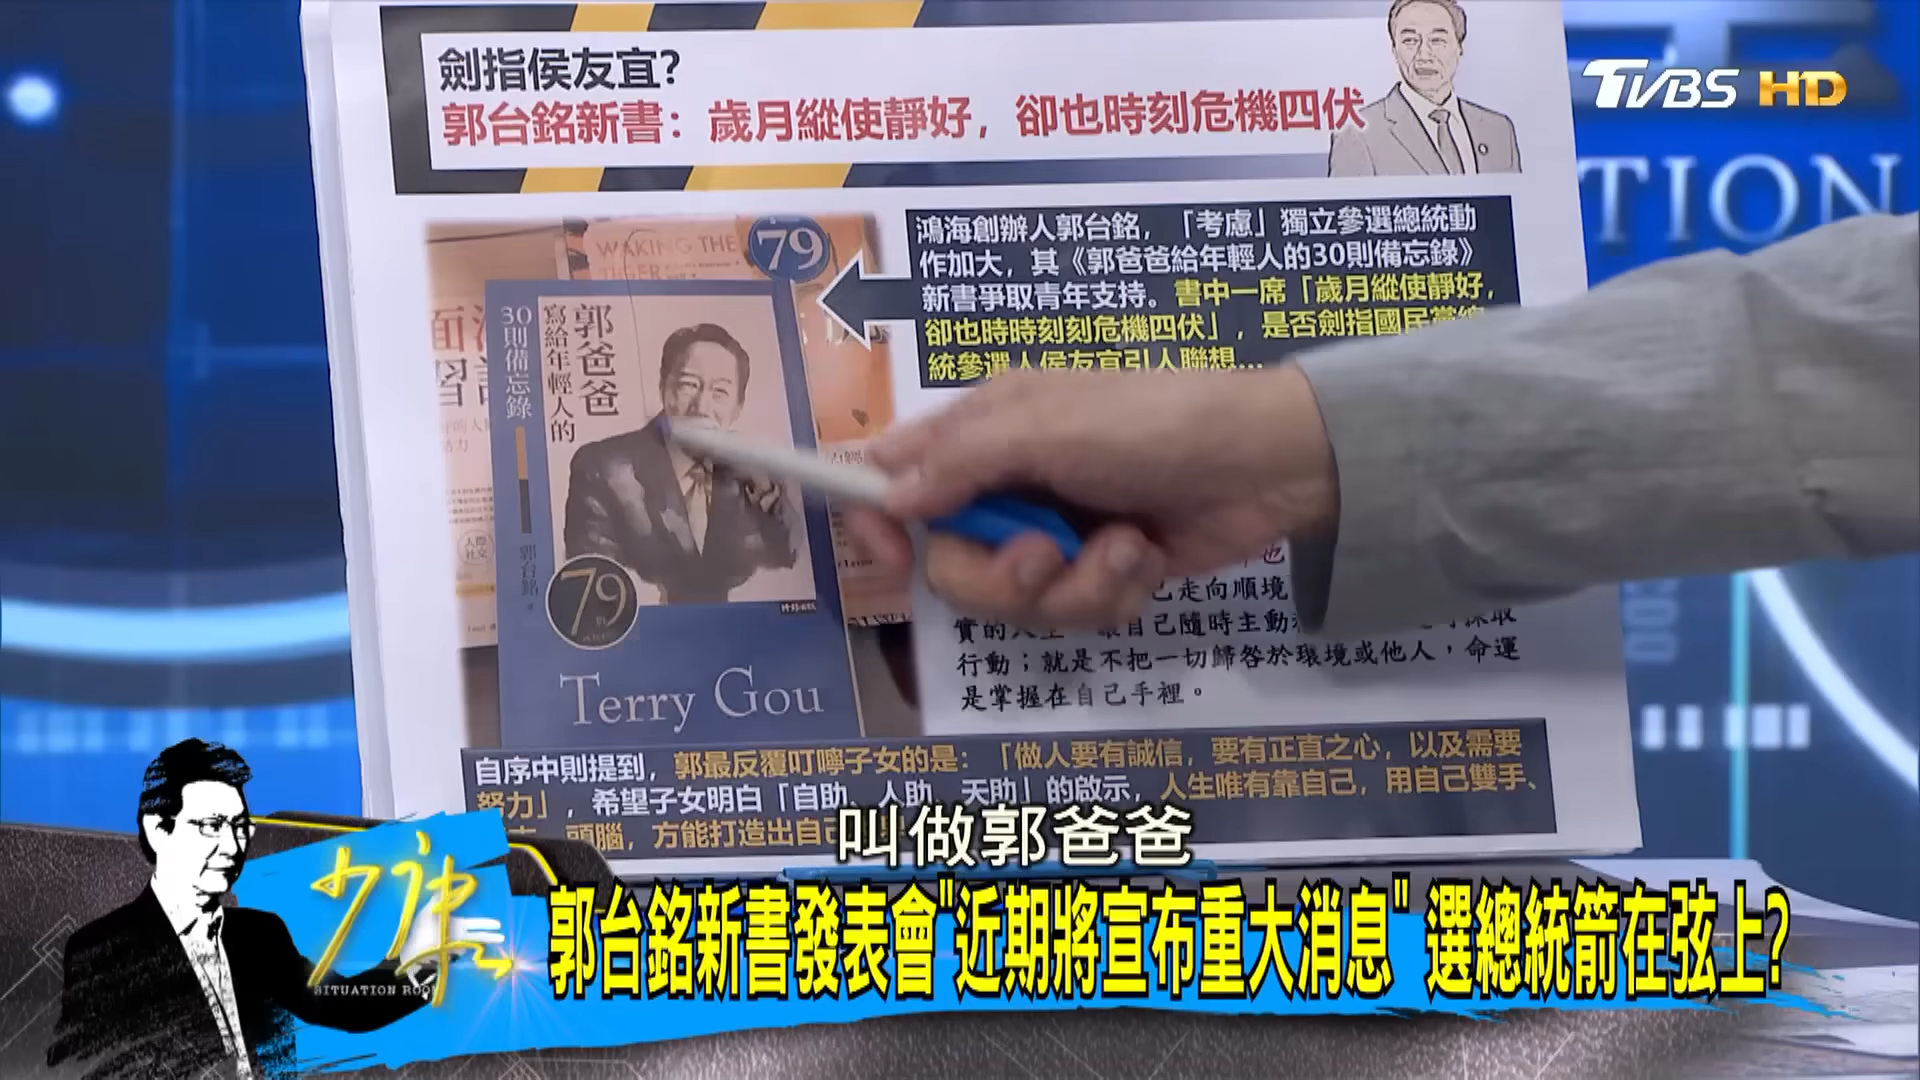 劍指侯友宜?
郭台銘新書：歲月縱使靜好，卻也時刻危機四伏
TVBS HD
TION
鴻海創辦人郭台銘，「考慮」獨立參選總統動
作加大，其《郭爸爸給年輕人的30則備忘錄》
新書爭取青年支持。書中一席「歲月縱使靜好，
卻也時時刻刻危機四伏」，是否劍指國民黨總
統參選人侯友宜引人聯想...
WAKING THE
TIGER
79
郭爸爸
寫給年輕人的
30則備忘錄
郭台銘
79
Terry Gou
人際
社交
也
己走向順境
行動；就是不把一切歸咎於環境或他人，命運
是掌握在自己手裡。
自序中則提到，郭最反覆叮嚀子女的是：「做人要有誠信，要有正直之心，以及需要
努力」，希望子女明白「自助、人助、天助」的啟示，人生唯有靠自己，用自己雙手、
頭腦，方能打造出自己
叫做郭爸爸
少康
SITUATION ROOM
郭台銘新書發表會"近期將宣布重大消息" 選總統箭在弦上?